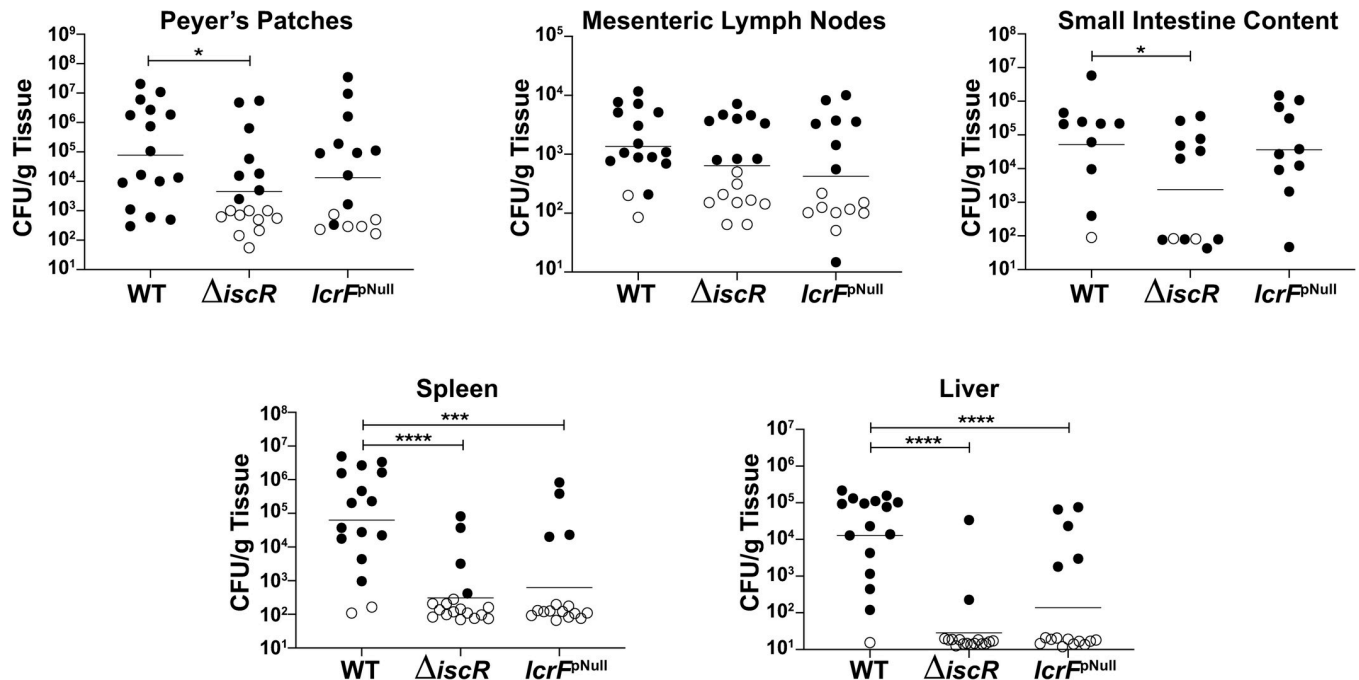 Peyer's Patches
CFU/g Tissue
10⁹
10⁸
10⁷
10⁶
10⁵
10⁴
10³
10²
10¹
*
WT ΔiscR lcrFpNull
Mesenteric Lymph Nodes
CFU/g Tissue
10⁵
10⁴
10³
10²
10¹
WT ΔiscR lcrFpNull
Small Intestine Content
CFU/g Tissue
10⁸
10⁷
10⁶
10⁵
10⁴
10³
10²
10¹
*
WT ΔiscR lcrFpNull
Spleen
CFU/g Tissue
10⁸
10⁷
10⁶
10⁵
10⁴
10³
10²
10¹
***
****
WT ΔiscR lcrFpNull
Liver
CFU/g Tissue
10⁷
10⁶
10⁵
10⁴
10³
10²
10¹
****
****
WT ΔiscR lcrFpNull